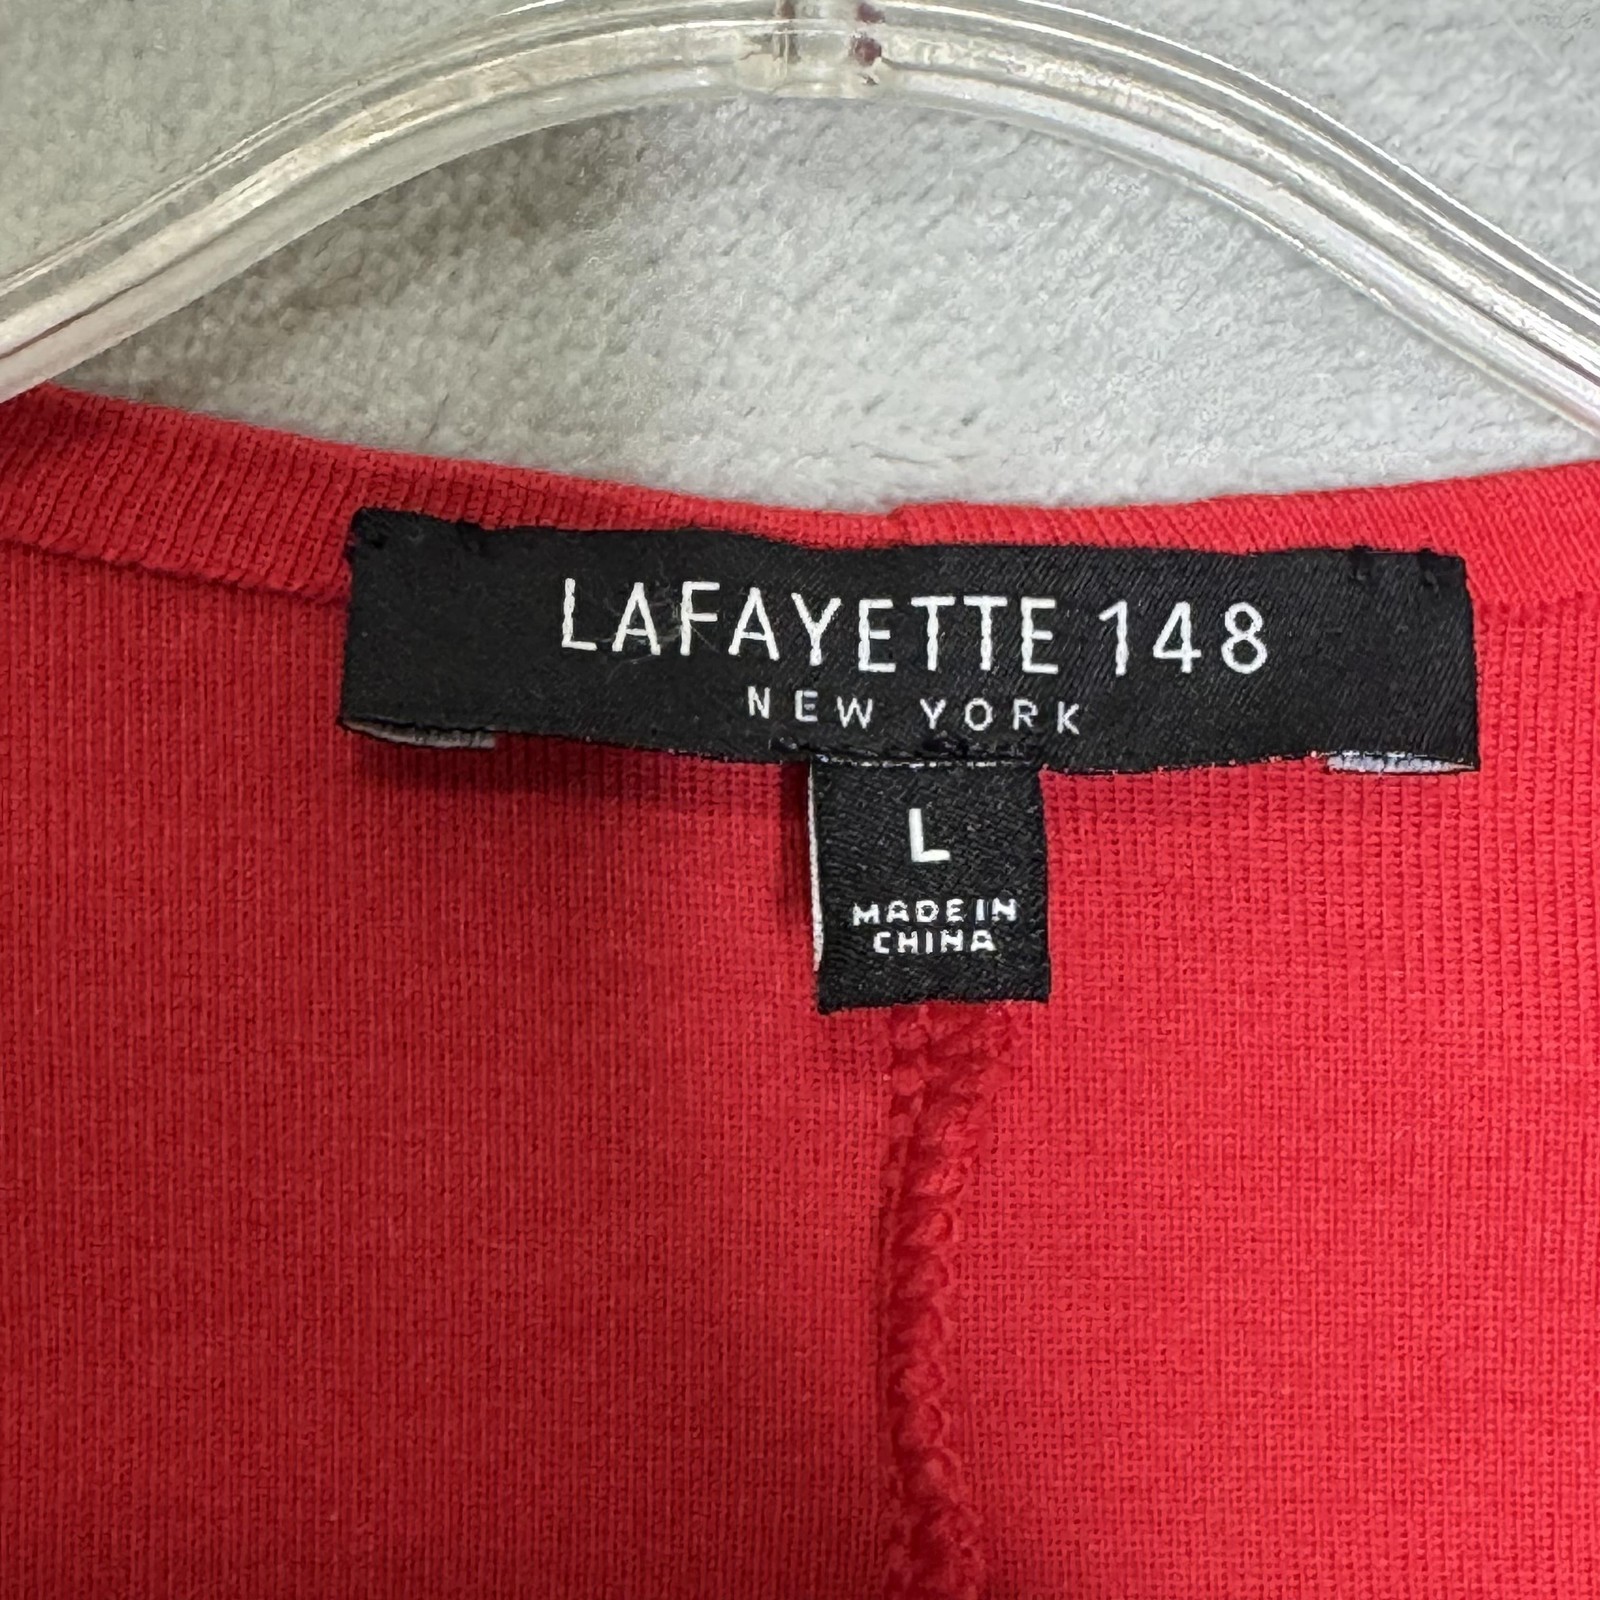 LAFAYETTE 148
NEW YORK
L
MADE IN
CHINA